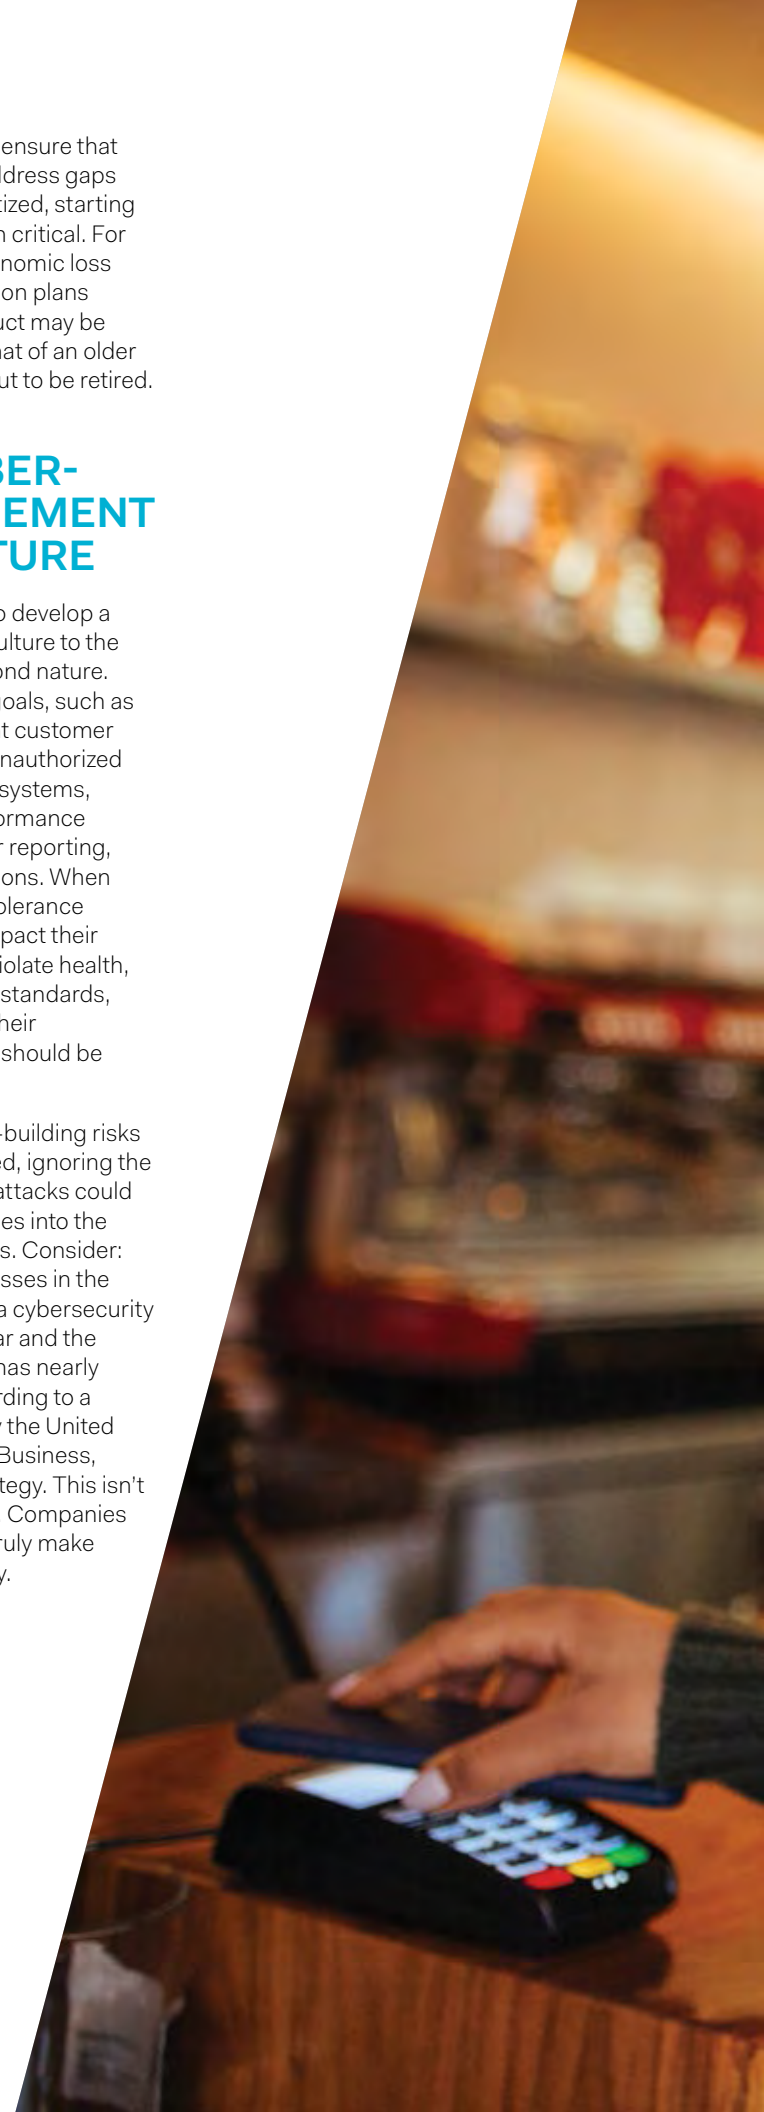 ensure that
ddress gaps
tized, starting
n critical. For
nomic loss
on plans
uct may be
hat of an older
ut to be retired.
BER-
EMENT
TURE
o develop a
ulture to the
ond nature.
goals, such as
t customer
nauthorized
systems,
ormance
r reporting,
ons. When
olerance
pact their
iolate health,
standards,
heir
should be
-building risks
ed, ignoring the
attacks could
es into the
s. Consider:
sses in the
a cybersecurity
ar and the
has nearly
rding to a
y the United
Business,
tegy. This isn't
Companies
ruly make
y.